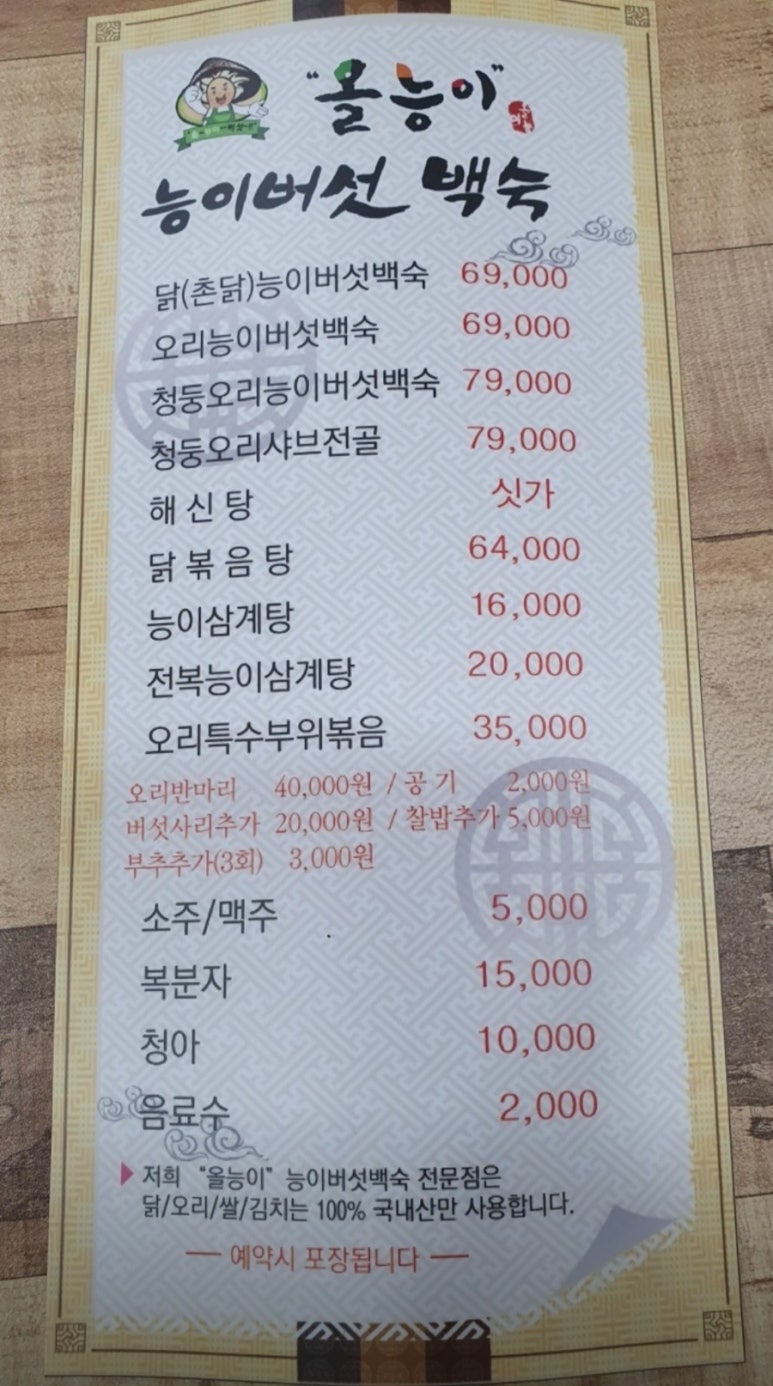 "올능이"
능이버섯 백숙
닭(촌닭)능이버섯백숙 69,000
오리능이버섯백숙 69,000
청둥오리능이버섯백숙 79,000
청둥오리샤브전골 79,000
해 신 탕 싯가
닭 볶 음 탕 64,000
능이삼계탕 16,000
전복능이삼계탕 20,000
오리특수부위볶음 35,000
오리반마리 40,000원 / 공 기 2,000원
버섯사리추가 20,000원 / 찰밥추가 5,000원
부추추가(3회) 3,000원
소주/맥주 5,000
복분자 15,000
청아 10,000
음료수 2,000
저희 "올능이" 능이버섯백숙 전문점은
닭/오리/쌀/김치는 100% 국내산만 사용합니다.
예약시 포장됩니다